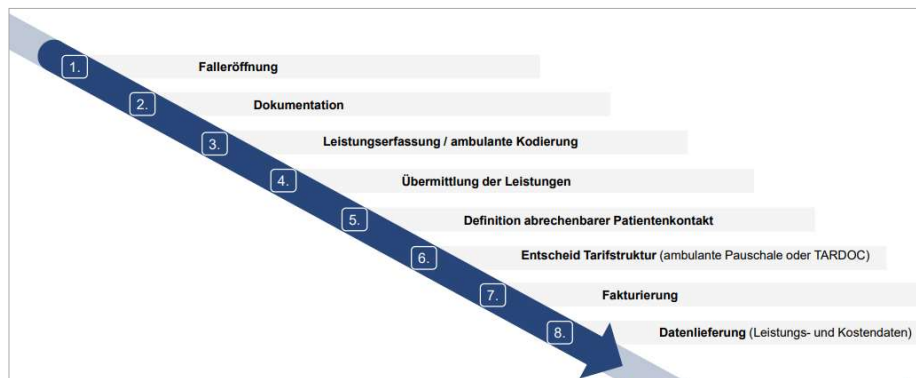 1. Falleröffnung
2. Dokumentation
3. Leistungserfassung / ambulante Kodierung
4. Übermittlung der Leistungen
5. Definition abrechenbarer Patientenkontakt
6. Entscheid Tarifstruktur (ambulante Pauschale oder TARDOC)
7. Fakturierung
8. Datenlieferung (Leistungs- und Kostendaten)